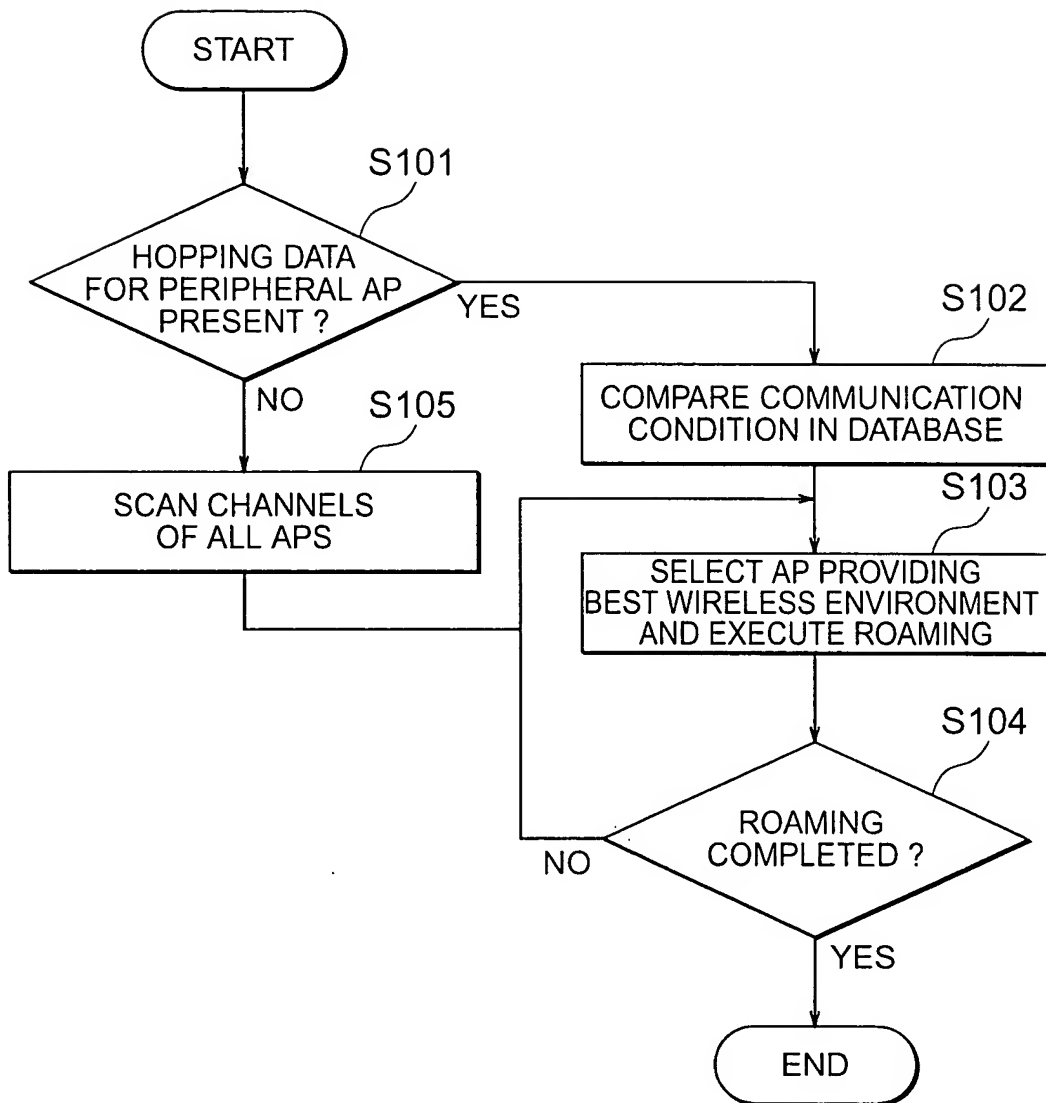 START
S101
HOPPING DATA
FOR PERIPHERAL AP
PRESENT ?
YES
NO
S102
COMPARE COMMUNICATION
CONDITION IN DATABASE
S105
SCAN CHANNELS
OF ALL APS
S103
SELECT AP PROVIDING
BEST WIRELESS ENVIRONMENT
AND EXECUTE ROAMING
S104
ROAMING
COMPLETED ?
NO
YES
END